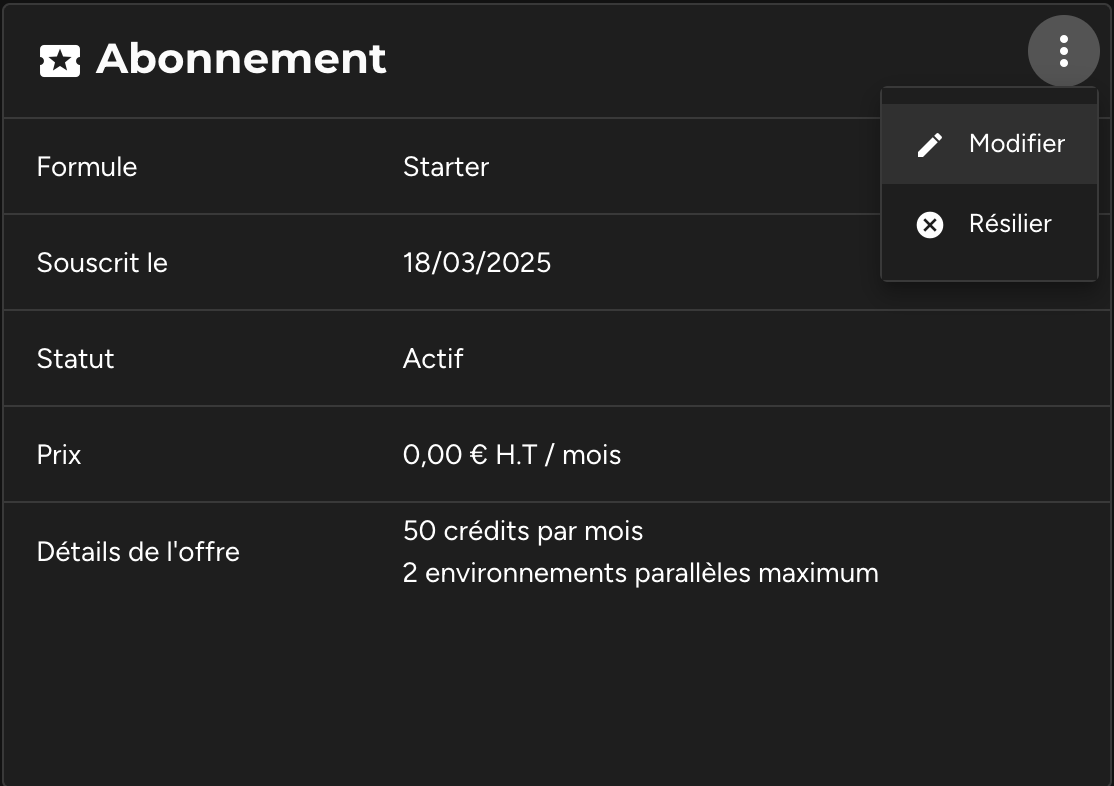 Abonnement
Modifier
Résilier
Formule Starter
Souscrit le 18/03/2025
Statut Actif
Prix 0,00 € H.T / mois
Détails de l'offre 50 crédits par mois
2 environnements parallèles maximum